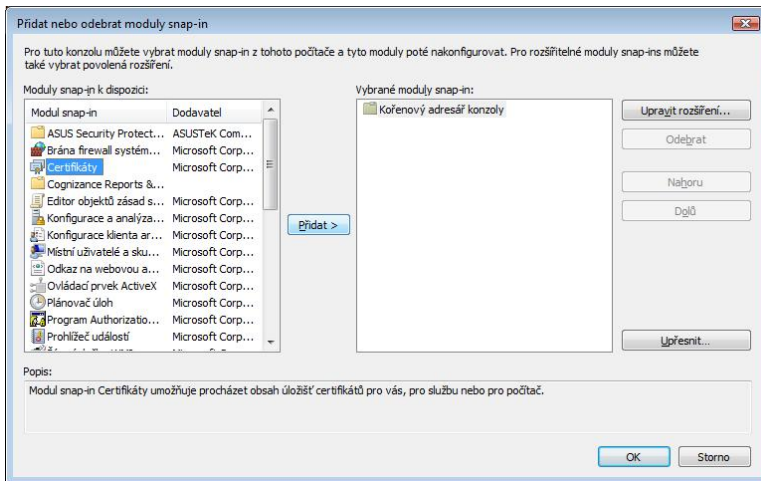 Přidat nebo odebrat moduly snap-in
Pro tuto konzolu můžete vybrat moduly snap-in z tohoto počítače a tyto moduly poté nakonfigurovat. Pro rozšiřitelné moduly snap-ins můžete
také vybrat povolená rozšíření.
Moduly snap-in k dispozici:
Modul snap-in Dodavatel
ASUS Security Protect... ASUSTeK Com...
Brána firewall systém... Microsoft Corp...
Certifikáty Microsoft Corp...
Cognizance Reports &...
Editor objektů zásad s... Microsoft Corp...
Konfigurace a analýza... Microsoft Corp...
Konfigurace klienta ar... Microsoft Corp...
Místní uživatelé a sku... Microsoft Corp...
Odkaz na webovou a... Microsoft Corp...
Ovládací prvek ActiveX Microsoft Corp...
Plánovač úloh Microsoft Corp...
Program Authorizatio... Microsoft Corp...
Prohlížeč událostí Microsoft Corp...
Přidat >
Vybrané moduly snap-in:
Kořenový adresář konzoly
Upravit rozšíření...
Odebrat
Nahoru
Dolů
Upřesnit...
Popis:
Modul snap-in Certifikáty umožňuje procházet obsah úložišť certifikátů pro vás, pro službu nebo pro počítač.
OK
Storno